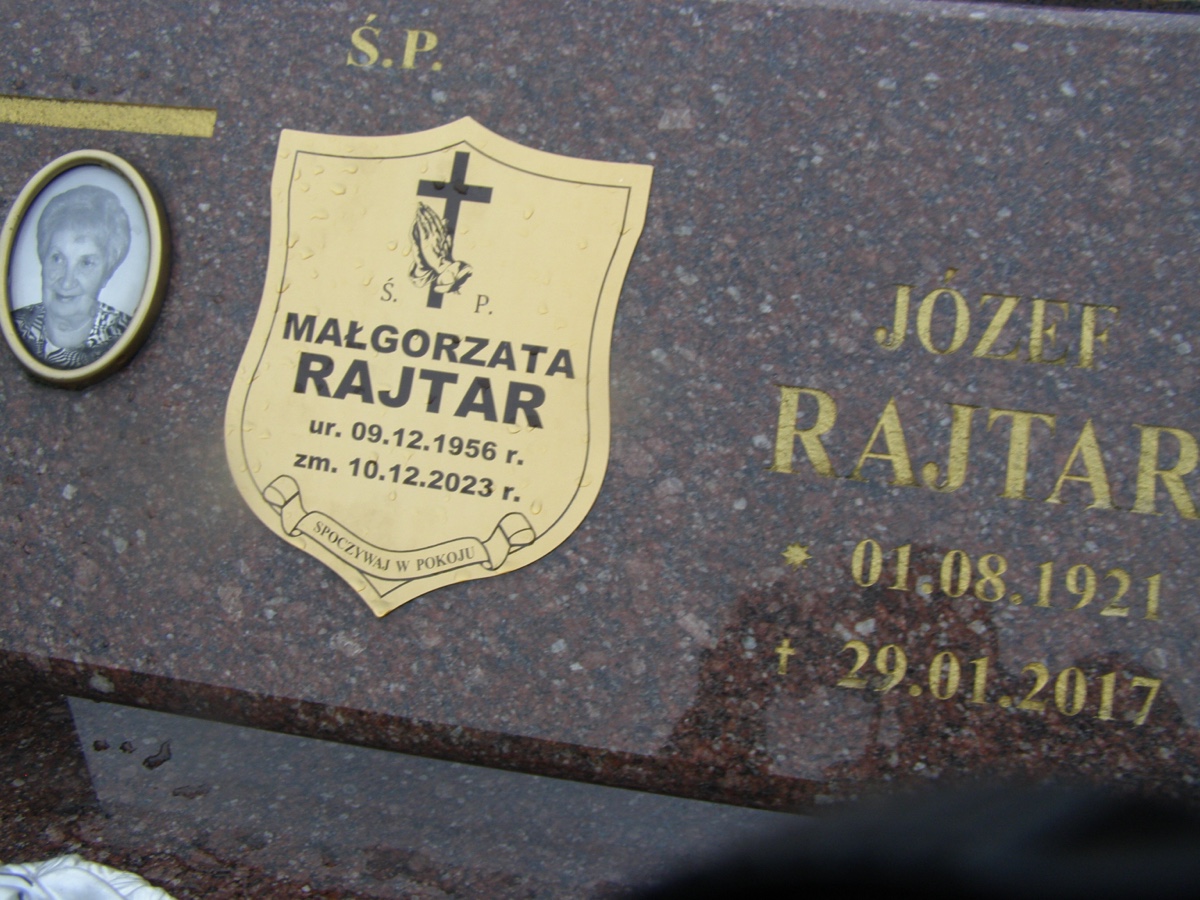 Ś.P.
Ś. P.
MAŁGORZATA
RAJTAR
ur. 09.12.1956 r.
zm. 10.12.2023 r.
SPOCZYWAJ W POKOJU
JÓZEF
RAJTAR
* 01.08.1921
† 29.01.2017